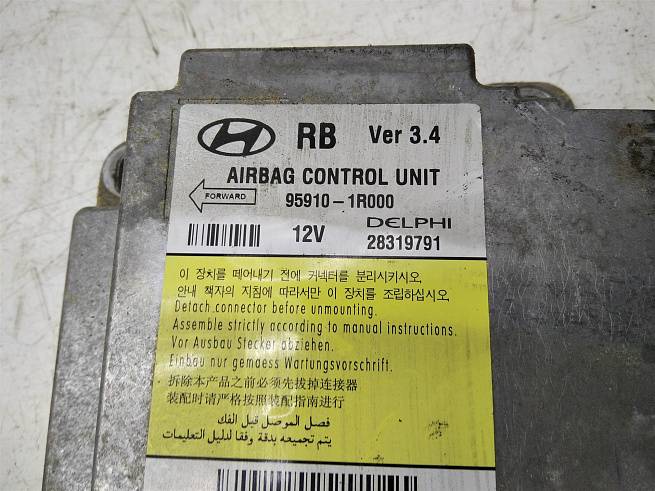 RB Ver 3.4
AIRBAG CONTROL UNIT
FORWARD 95910-1R000
12V DELPHI
28319791
이 장치를 떼어내기 전에 커넥터를 분리시키시오.
안내 책자의 지침에 따라서만 이 장치를 조립하십시오.
Detach connector before unmounting.
Assemble strictly according to manual instructions.
Vor Ausbau Stecker abziehen.
Einbau nur gemaess Wartungsvorschrift.
拆除本产品之前必须先拔掉连接器
装配时请严格按照装配指南进行
فصل الموصل قبل الفك
يتم تجميعه بدقة وفقا لدليل التعليمات